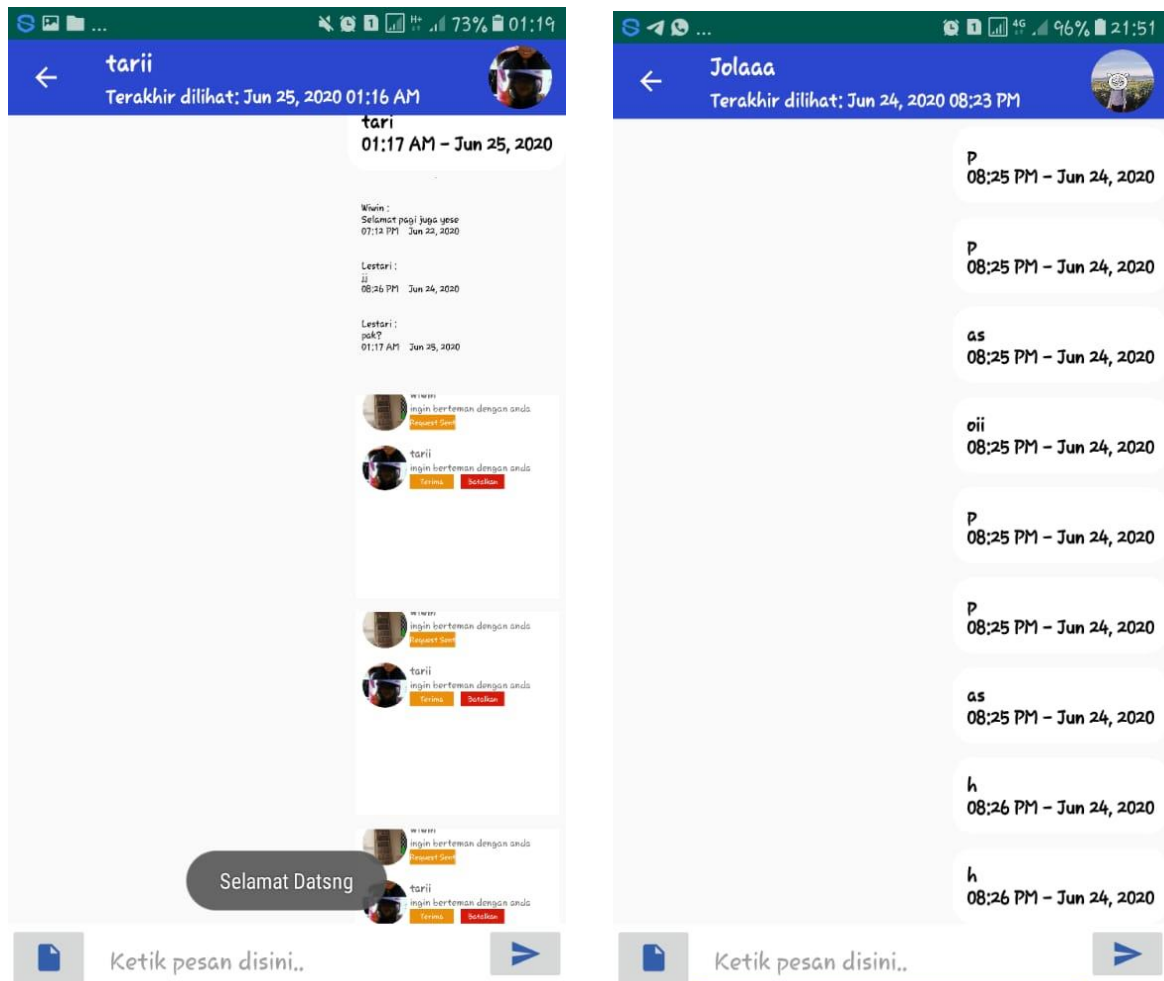 ... 73% 01:19
tarii
Terakhir dilihat: Jun 25, 2020 01:16 AM
tari
01:17 AM – Jun 25, 2020
Wiwin :
Selamat pagi juga yese
07:12 PM Jun 22, 2020
Lestari :
jj
08:26 PM Jun 24, 2020
Lestari :
pak?
01:17 AM Jun 25, 2020
wiwin
ingin berteman dengan anda
Request Sent
tarii
ingin berteman dengan anda
Terima Batalkan
wiwin
ingin berteman dengan anda
Request Sent
tarii
ingin berteman dengan anda
Terima Batalkan
wiwin
ingin berteman dengan anda
Request Sent
tarii
ingin berteman dengan anda
Terima Batalkan
Selamat Datsng
Ketik pesan disini..
... 4G 96% 21:51
Jolaaa
Terakhir dilihat: Jun 24, 2020 08:23 PM
P
08:25 PM – Jun 24, 2020
P
08:25 PM – Jun 24, 2020
as
08:25 PM – Jun 24, 2020
oii
08:25 PM – Jun 24, 2020
P
08:25 PM – Jun 24, 2020
P
08:25 PM – Jun 24, 2020
as
08:25 PM – Jun 24, 2020
h
08:26 PM – Jun 24, 2020
h
08:26 PM – Jun 24, 2020
Ketik pesan disini..